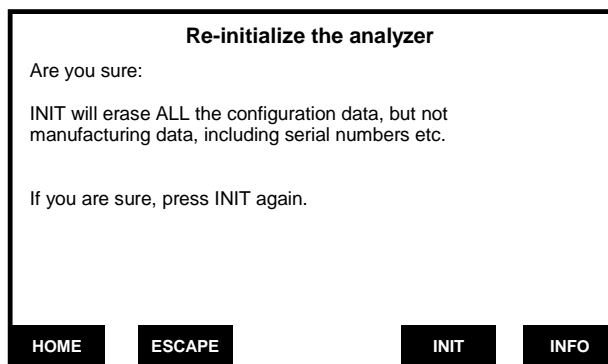 Re-initialize the analyzer
Are you sure:
INIT will erase ALL the configuration data, but not
manufacturing data, including serial numbers etc.
If you are sure, press INIT again.
HOME ESCAPE INIT INFO